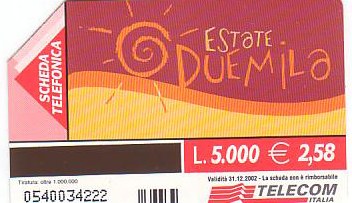 SCHEDA
TELEFONICA
ESTATE
DUEMILA
L. 5.000 € 2,58
Tiratura: oltre 1.000.000
Validità 31.12.2002 - La scheda non è rimborsabile
0540034222
TELECOM
ITALIA